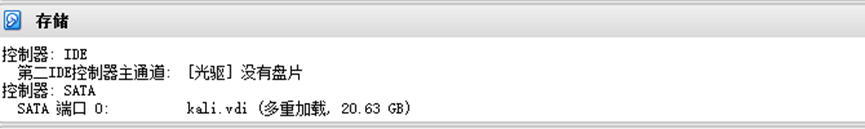 存储
控制器: IDE
第二IDE控制器主通道: [光驱] 没有盘片
控制器: SATA
SATA 端口 0: kali.vdi (多重加载, 20.63 GB)